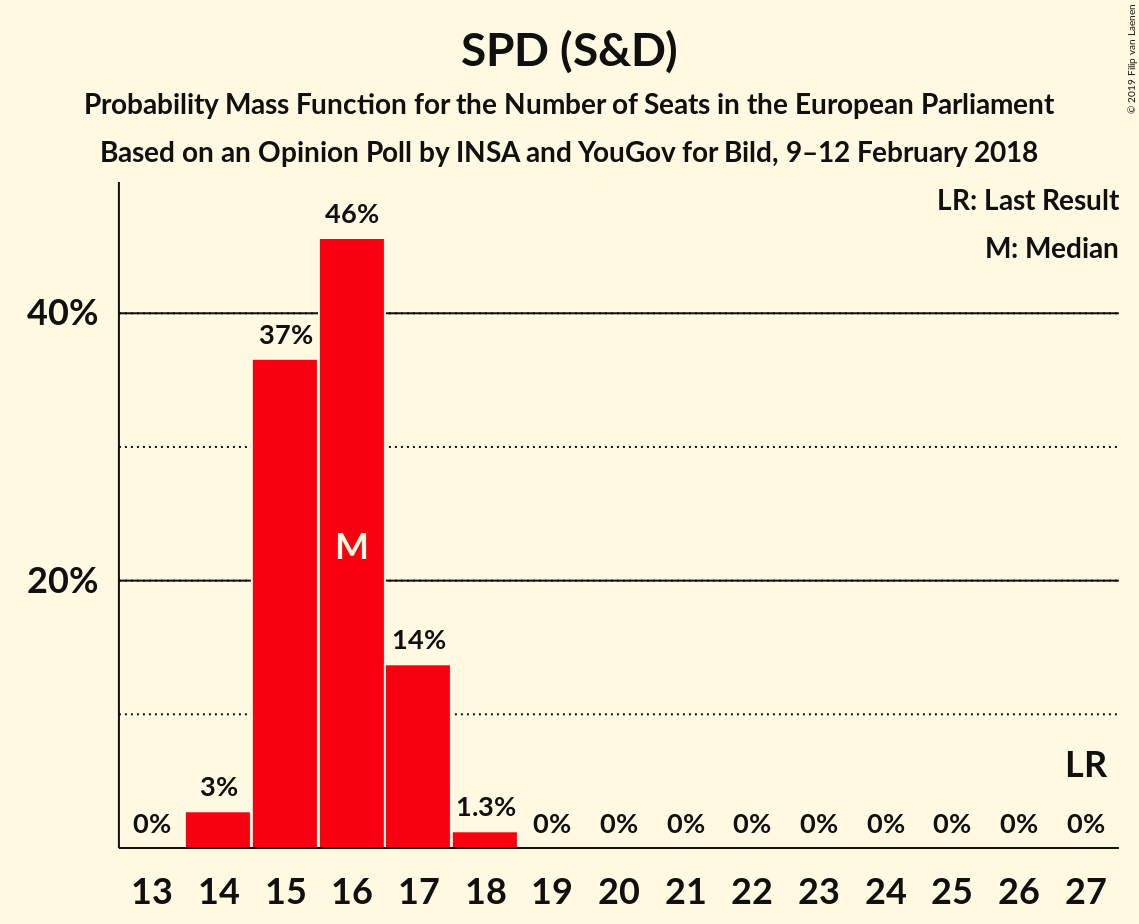 SPD (S&D)
Probability Mass Function for the Number of Seats in the European Parliament
Based on an Opinion Poll by INSA and YouGov for Bild, 9–12 February 2018
© 2019 Filip van Laenen
LR: Last Result
M: Median
46%
40%
37%
M
20%
14%
LR
3%
1.3%
0% 0% 0% 0% 0% 0% 0% 0% 0% 0%
13 14 15 16 17 18 19 20 21 22 23 24 25 26 27